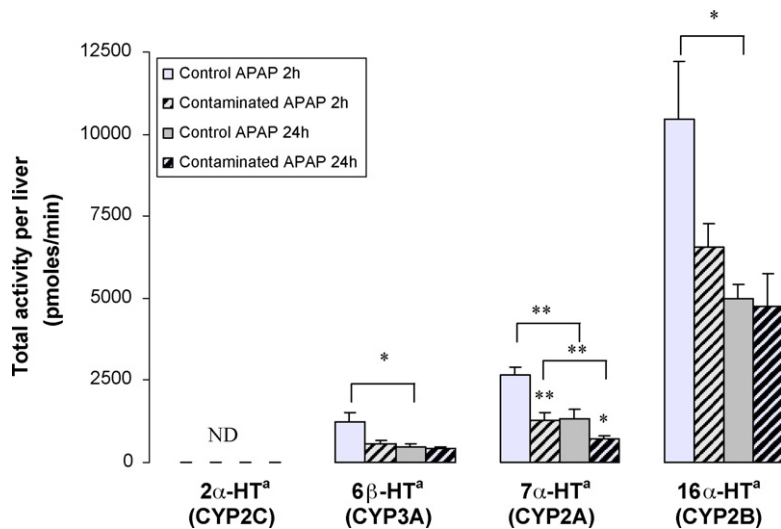 *
12500
Control APAP 2h
Contaminated APAP 2h
Control APAP 24h
Contaminated APAP 24h
10000
7500
5000
2500
0
Total activity per liver
(pmoles/min)
ND
*
**
**
**
*
2α-HTª
(CYP2C)
6β-HTª
(CYP3A)
7α-HTª
(CYP2A)
16α-HTª
(CYP2B)